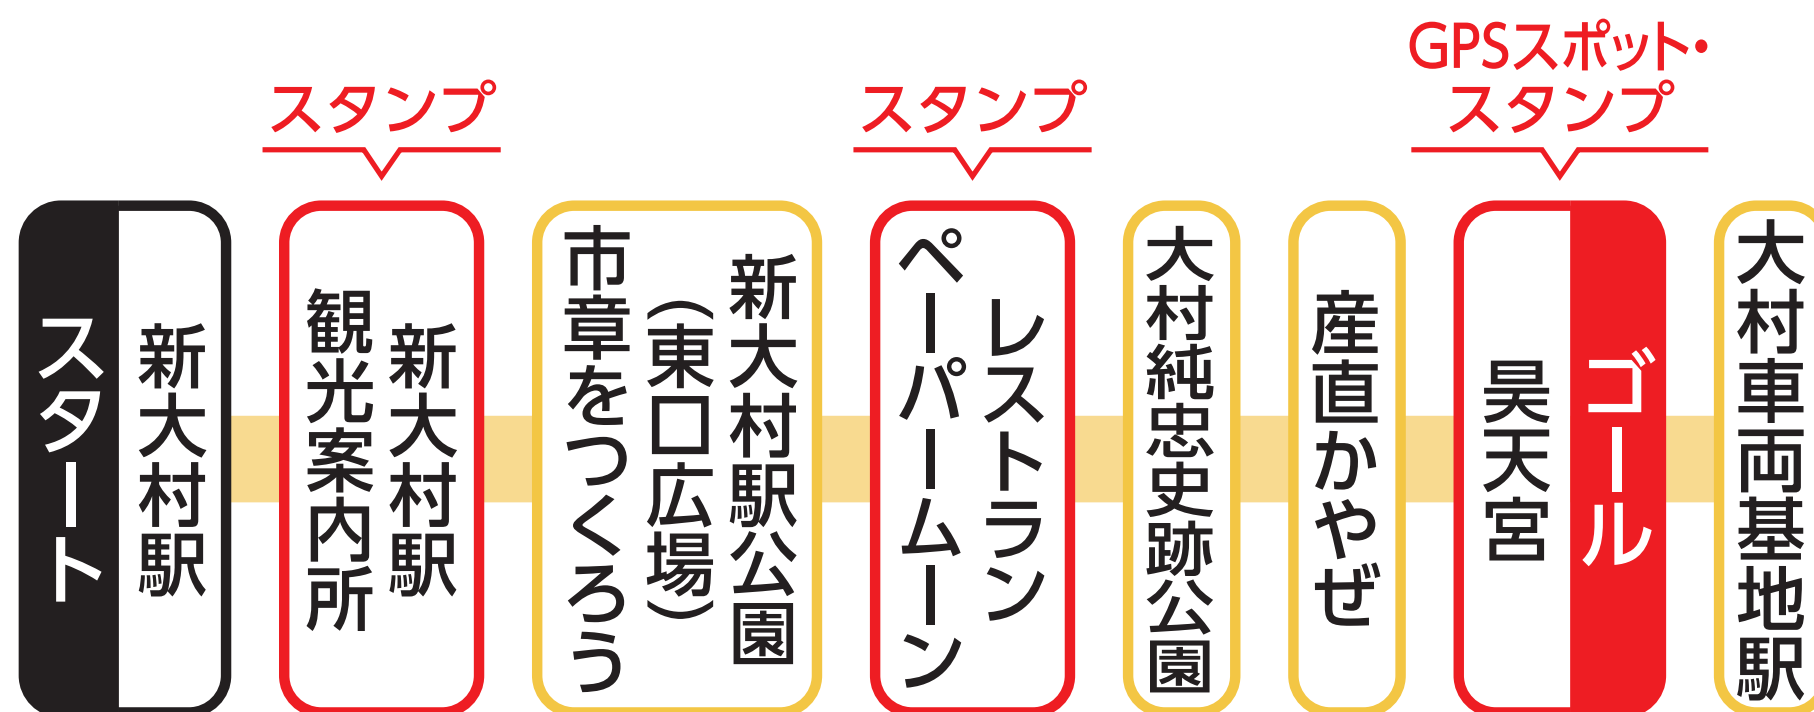 スタート
新大村駅
スタンプ
新大村駅
観光案内所
新大村駅公園
（東口広場）
市章をつくろう
スタンプ
レストラン
ペーパームーン
大村純忠史跡公園
産直かやぜ
GPSスポット・
スタンプ
ゴール
昊天宮
大村車両基地駅